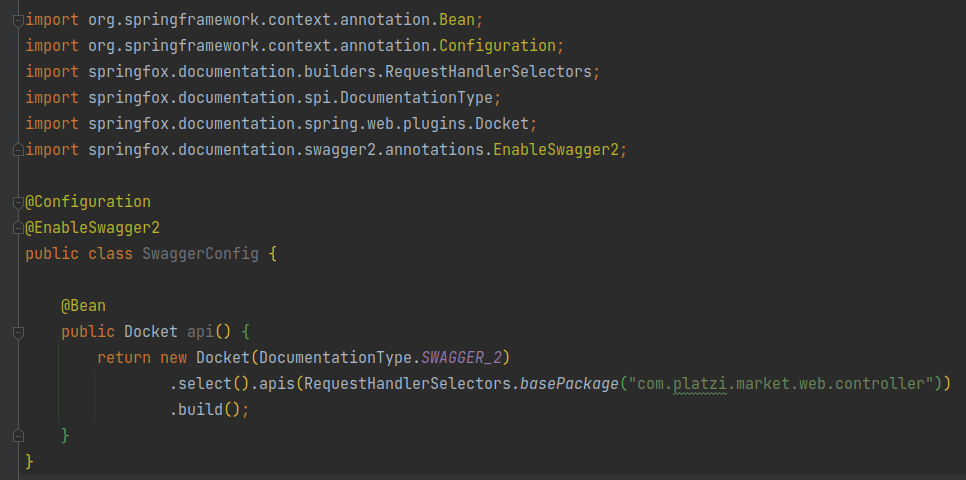 import org.springframework.context.annotation.Bean;
import org.springframework.context.annotation.Configuration;
import springfox.documentation.builders.RequestHandlerSelectors;
import springfox.documentation.spi.DocumentationType;
import springfox.documentation.spring.web.plugins.Docket;
import springfox.documentation.swagger2.annotations.EnableSwagger2;
@Configuration
@EnableSwagger2
public class SwaggerConfig {
@Bean
public Docket api() {
return new Docket(DocumentationType.SWAGGER_2)
.select().apis(RequestHandlerSelectors.basePackage("com.platzi.market.web.controller"))
.build();
}
}